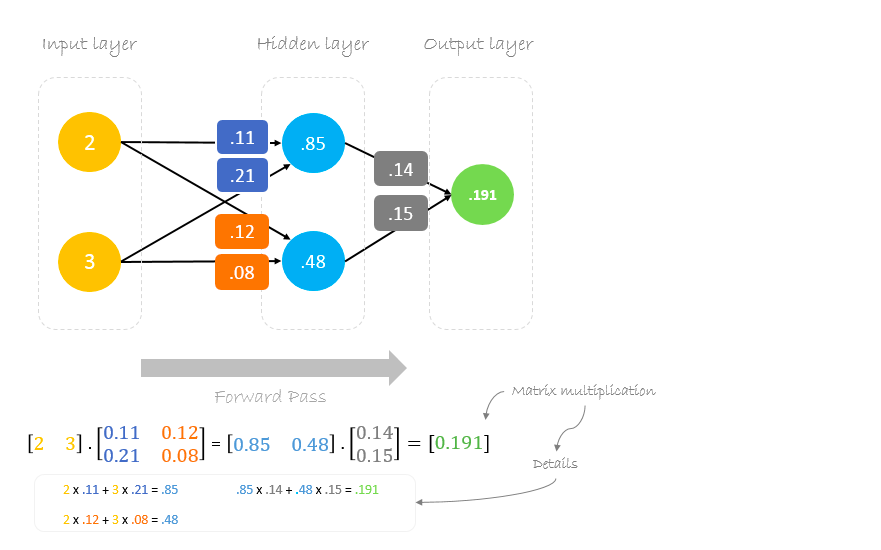 Input layer
Hidden layer
Output layer
2
.11
.85
.21
.14
.191
.15
.12
3
.08
.48
Forward Pass
Matrix multiplication
[2 3] . [0.11 0.12 = [0.85 0.48] . [0.14 = [0.191]
0.21 0.08] 0.15]
Details
2 x .11 + 3 x .21 = .85 .85 x .14 + .48 x .15 = .191
2 x .12 + 3 x .08 = .48